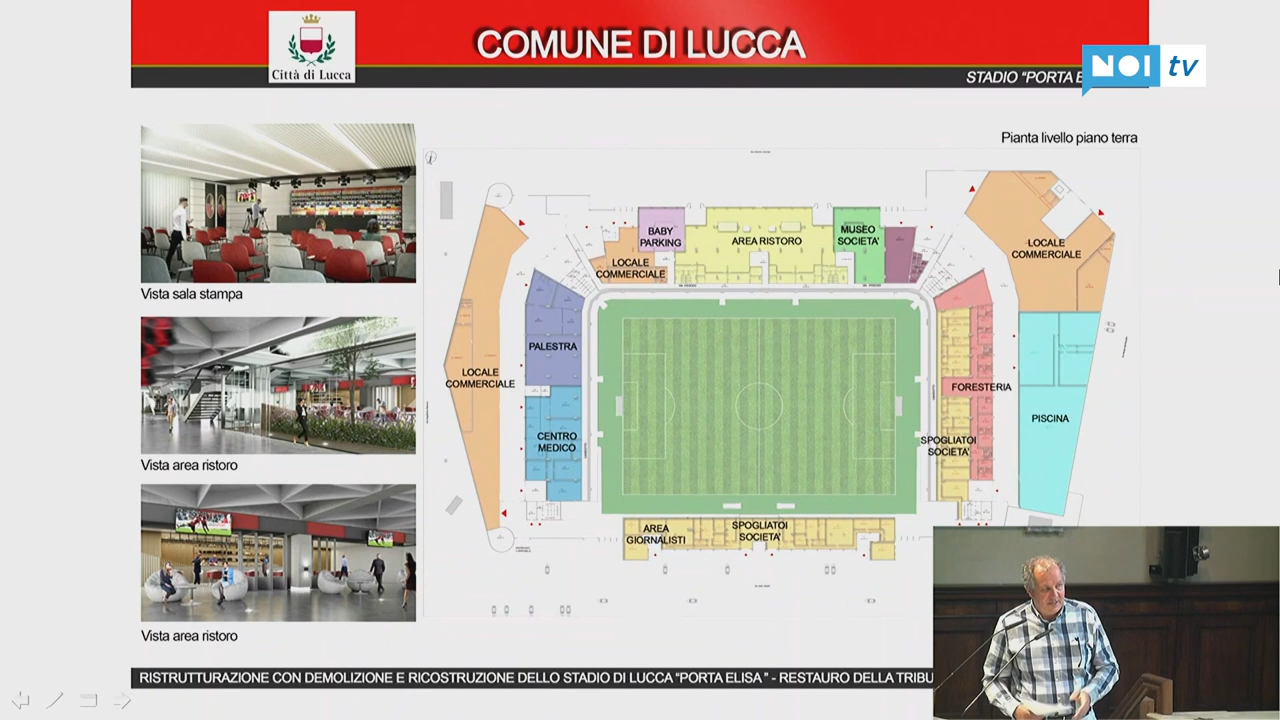 COMUNE DI LUCCA
Città di Lucca
STADIO "PORTA E
NOI tv
Pianta livello piano terra
Vista sala stampa
Vista area ristoro
Vista area ristoro
BABY
PARKING
AREA RISTORO
MUSEO
SOCIETA'
LOCALE
COMMERCIALE
LOCALE
COMMERCIALE
PALESTRA
LOCALE
COMMERCIALE
FORESTERIA
PISCINA
CENTRO
MEDICO
SPOGLIATOI
SOCIETA'
AREA
GIORNALISTI
SPOGLIATOI
SOCIETA'
RISTRUTTURAZIONE CON DEMOLIZIONE E RICOSTRUZIONE DELLO STADIO DI LUCCA "PORTA ELISA" - RESTAURO DELLA TRIBU